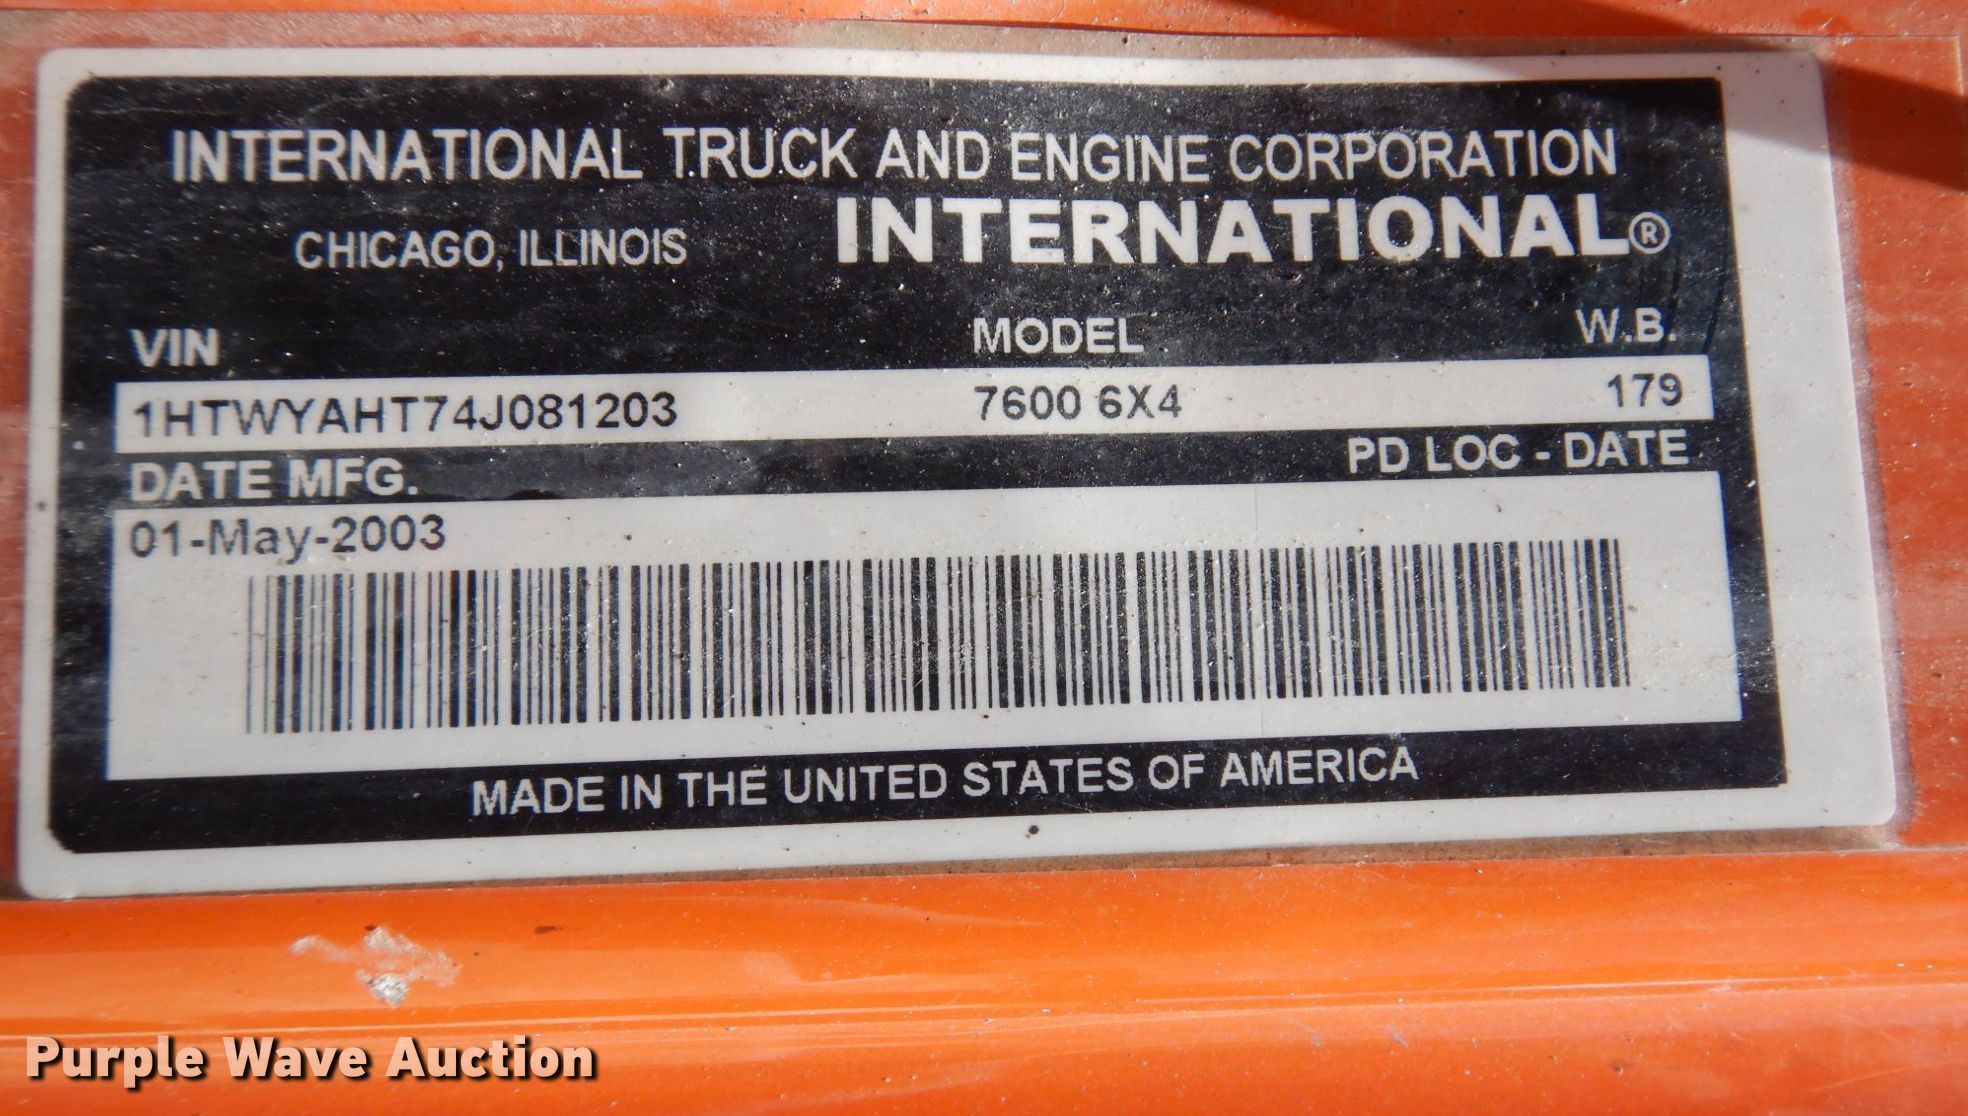 INTERNATIONAL TRUCK AND ENGINE CORPORATION
CHICAGO, ILLINOIS INTERNATIONAL®
VIN MODEL W.B.
1HTWYAHT74J081203 7600 6X4 179
DATE MFG. PD LOC - DATE
01-May-2003
MADE IN THE UNITED STATES OF AMERICA
Purple Wave Auction